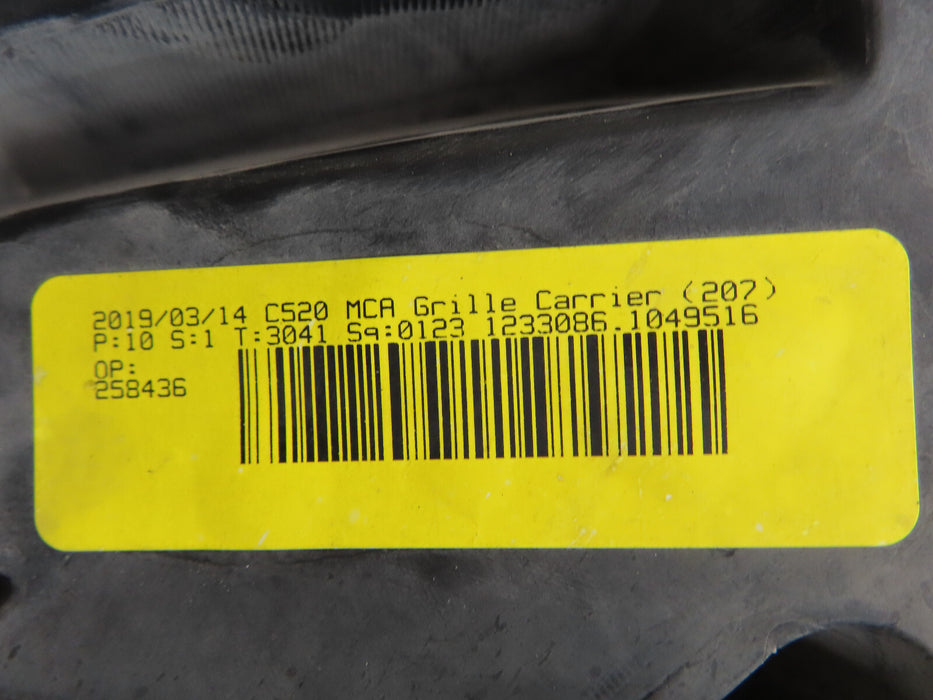 2019/03/14 C520 MCA Grille Carrier (207)
P:10 S:1 T:3041 Sq:0123 1233086.1049516
OP:
258436